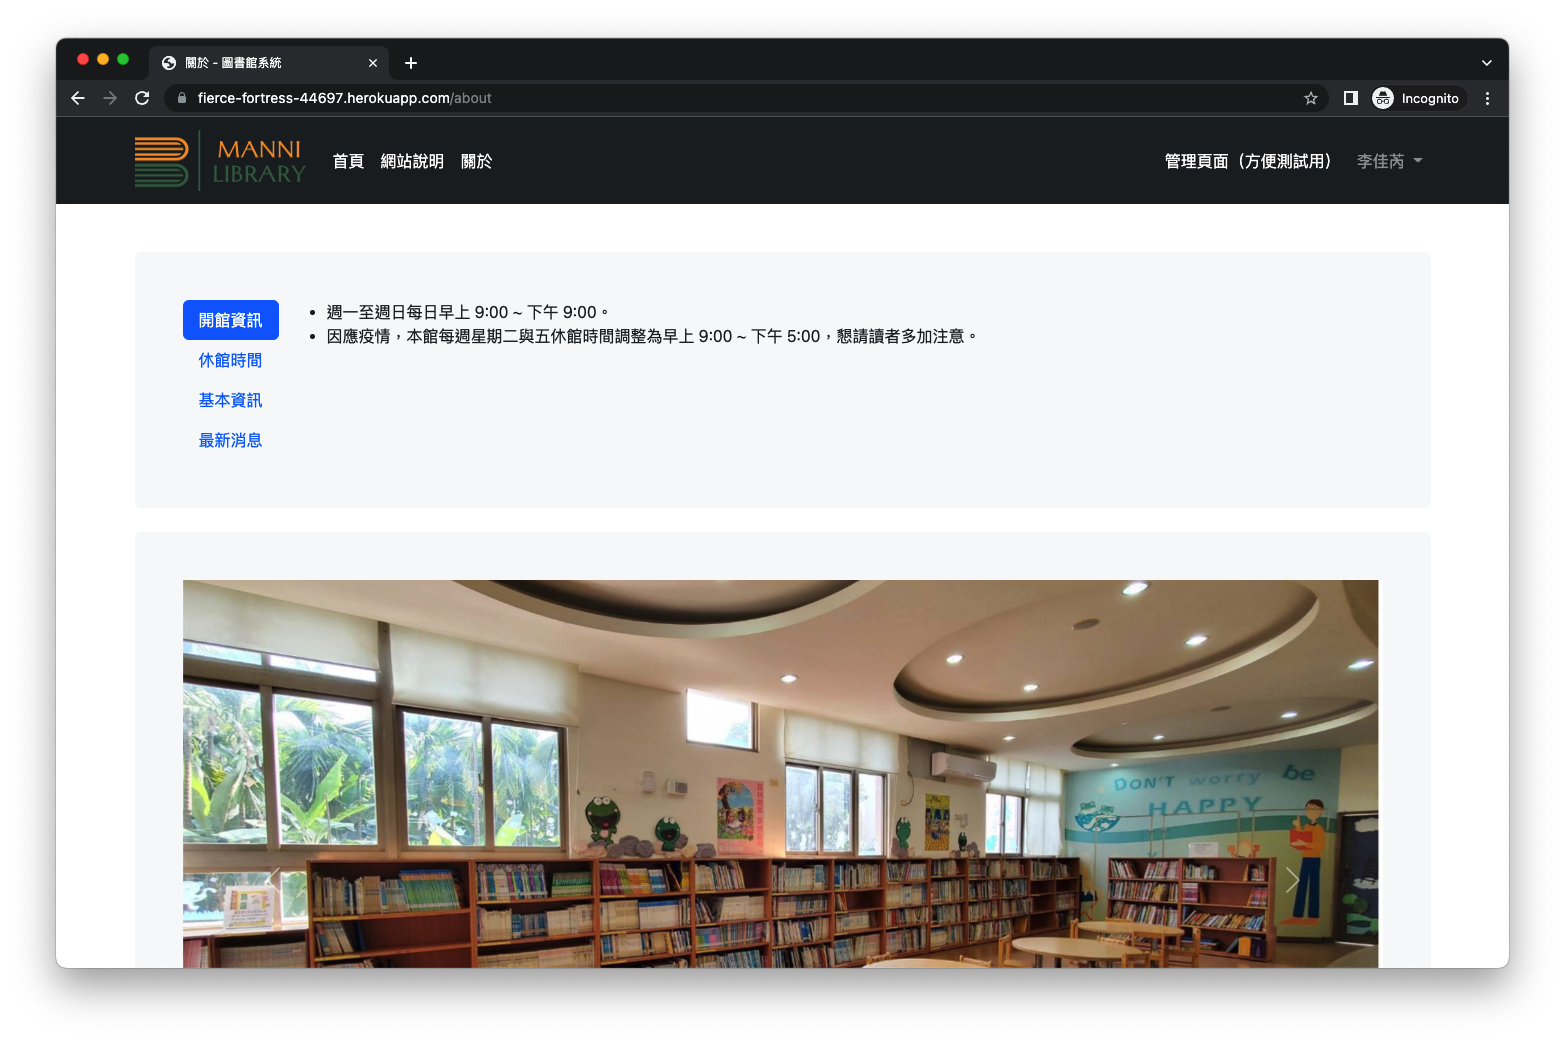 關於 - 圖書館系統
fierce-fortress-44697.herokuapp.com/about
Incognito
MANNI
LIBRARY
首頁 網站說明 關於
管理頁面（方便測試用） 李佳芮
開館資訊
休館時間
基本資訊
最新消息
• 週一至週日每日早上 9:00 ~ 下午 9:00。
• 因應疫情，本館每週星期二與五休館時間調整為早上 9:00 ~ 下午 5:00，懇請讀者多加注意。
DON'T worry be
HAPPY